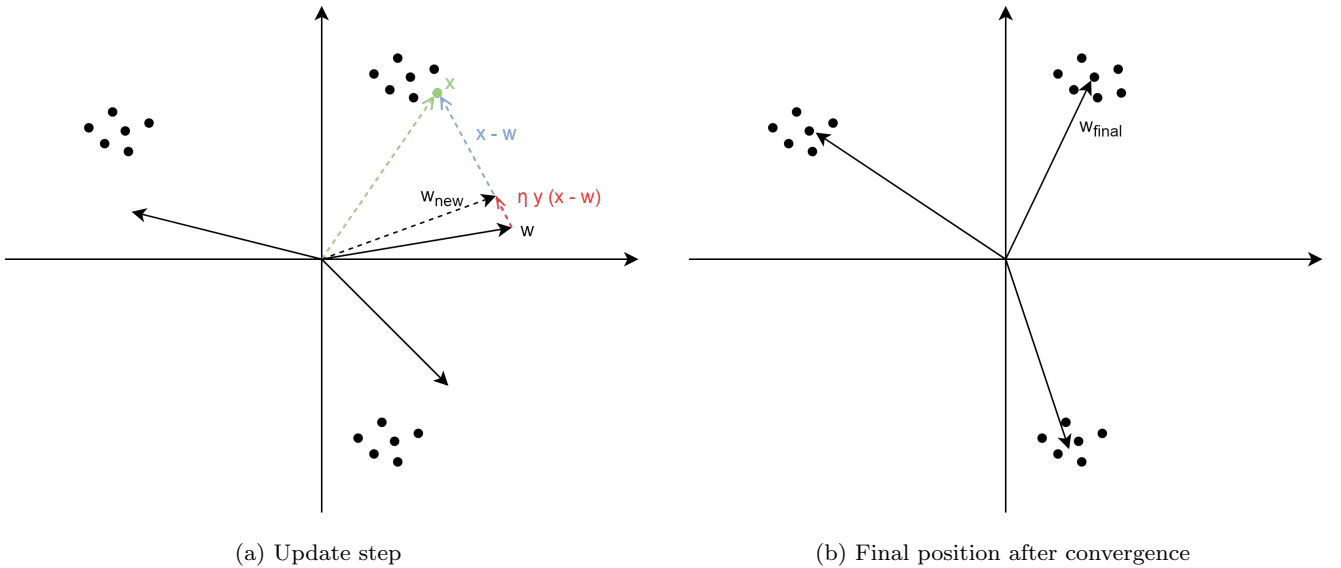 x
x - w
w_new
η y (x - w)
w
w_final
(a) Update step
(b) Final position after convergence